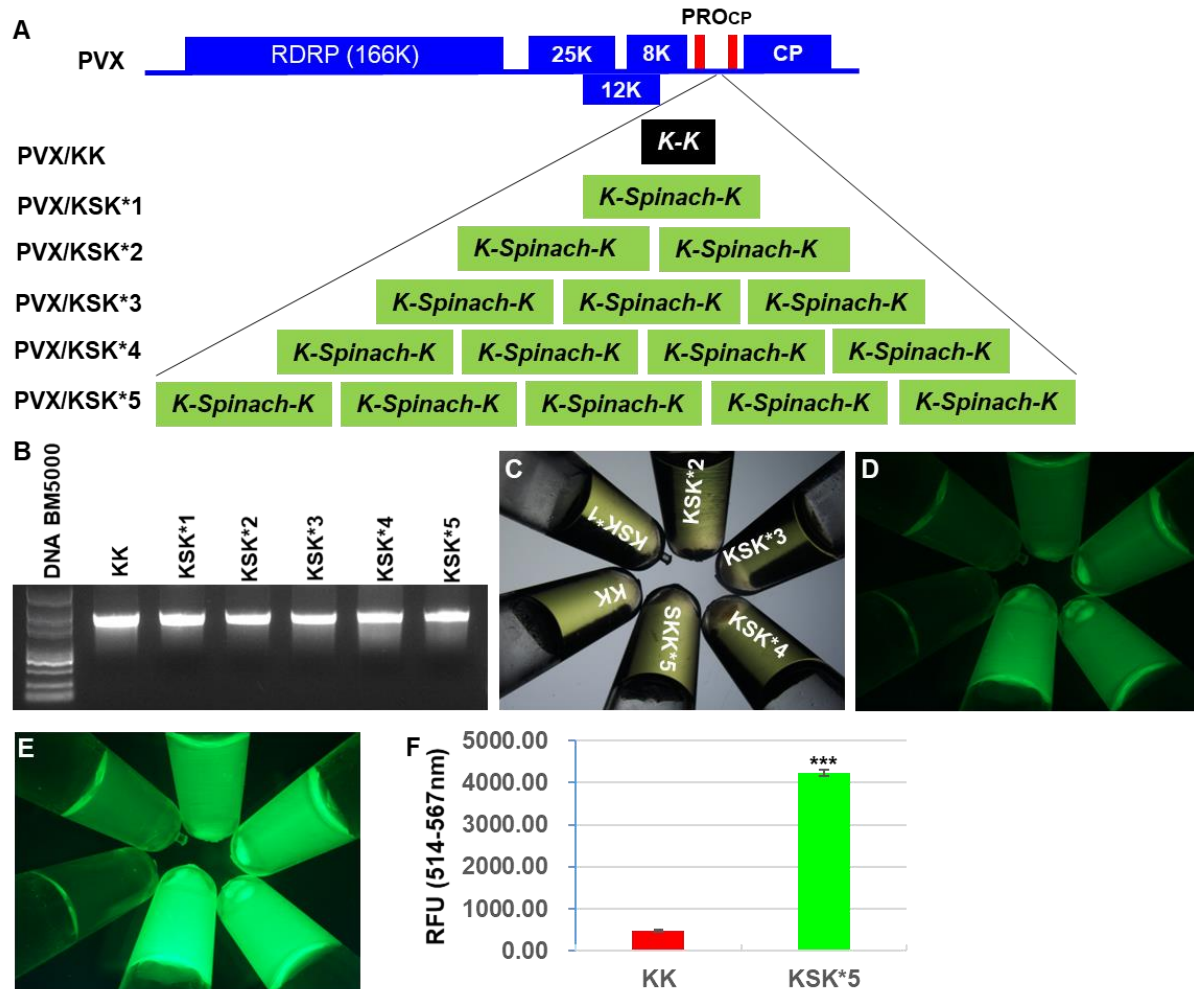 A
PROCP
PVX
RDRP (166K)
25K
8K
CP
12K
PVX/KK
K-K
PVX/KSK*1
K-Spinach-K
PVX/KSK*2
K-Spinach-K K-Spinach-K
PVX/KSK*3
K-Spinach-K K-Spinach-K K-Spinach-K
PVX/KSK*4
K-Spinach-K K-Spinach-K K-Spinach-K K-Spinach-K
PVX/KSK*5
K-Spinach-K K-Spinach-K K-Spinach-K K-Spinach-K K-Spinach-K
B
DNA BM5000
KK
KSK*1
KSK*2
KSK*3
KSK*4
KSK*5
C
KSK*1
KSK*2
KSK*3
KK
SKK*5
KSK*4
D
E
F
RFU (514-567nm)
5000.00
4000.00
3000.00
2000.00
1000.00
0.00
***
KK
KSK*5